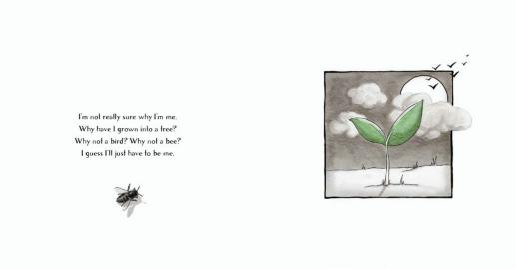 I'm not really sure why I'm me.
Why have I grown into a tree?
Why not a bird? Why not a bee?
I guess I'll just have to be me.